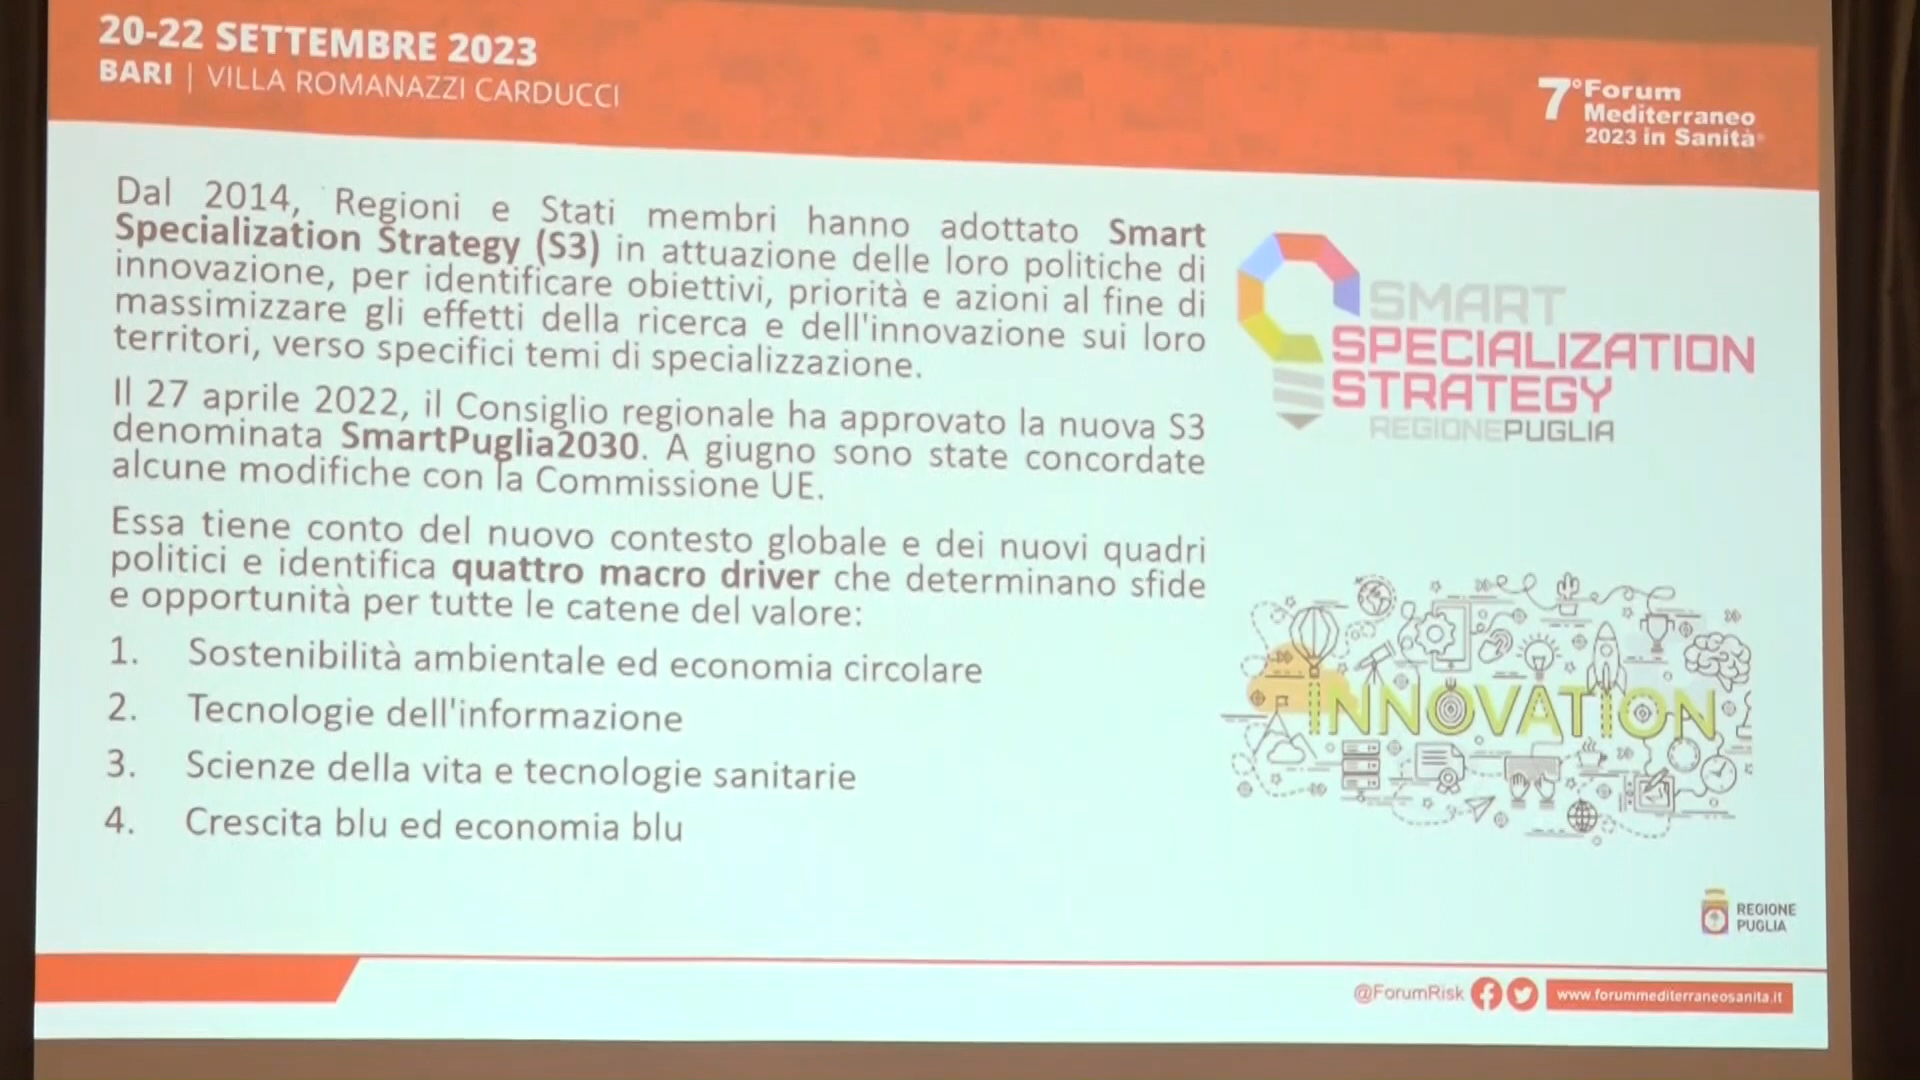 20-22 SETTEMBRE 2023
BARI | VILLA ROMANAZZI CARDUCCI
7° Forum
Mediterraneo
2023 in Sanità
Dal 2014, Regioni e Stati membri hanno adottato Smart
Specialization Strategy (S3) in attuazione delle loro politiche di
innovazione, per identificare obiettivi, priorità e azioni al fine di
massimizzare gli effetti della ricerca e dell'innovazione sui loro
territori, verso specifici temi di specializzazione.
Il 27 aprile 2022, il Consiglio regionale ha approvato la nuova S3
denominata SmartPuglia2030. A giugno sono state concordate
alcune modifiche con la Commissione UE.
Essa tiene conto del nuovo contesto globale e dei nuovi quadri
politici e identifica quattro macro driver che determinano sfide
e opportunità per tutte le catene del valore:
1. Sostenibilità ambientale ed economia circolare
2. Tecnologie dell'informazione
3. Scienze della vita e tecnologie sanitarie
4. Crescita blu ed economia blu
SMART
SPECIALIZATION
STRATEGY
REGIONEPUGLIA
INNOVATION
REGIONE
PUGLIA
@ForumRisk
www.forummediterraneosanita.it